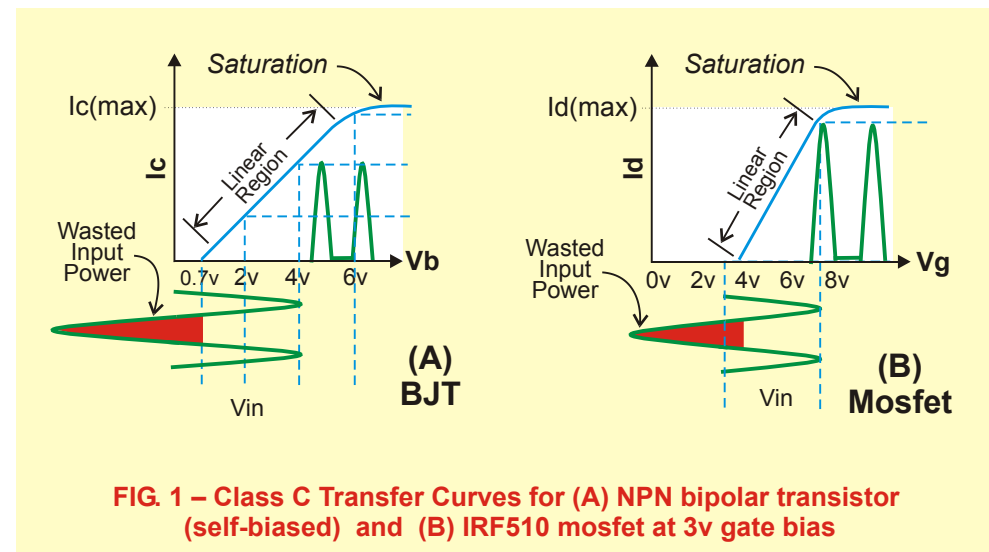 Saturation
Ic(max)
Linear
Region
Ic
Wasted
Input
Power
0.7v 2v 4v 6v
Vb
Vin
(A)
BJT
Saturation
Id(max)
Linear
Region
Id
Wasted
Input
Power
0v 2v 4v 6v 8v
Vg
Vin
(B)
Mosfet
FIG. 1 – Class C Transfer Curves for (A) NPN bipolar transistor
(self-biased) and (B) IRF510 mosfet at 3v gate bias